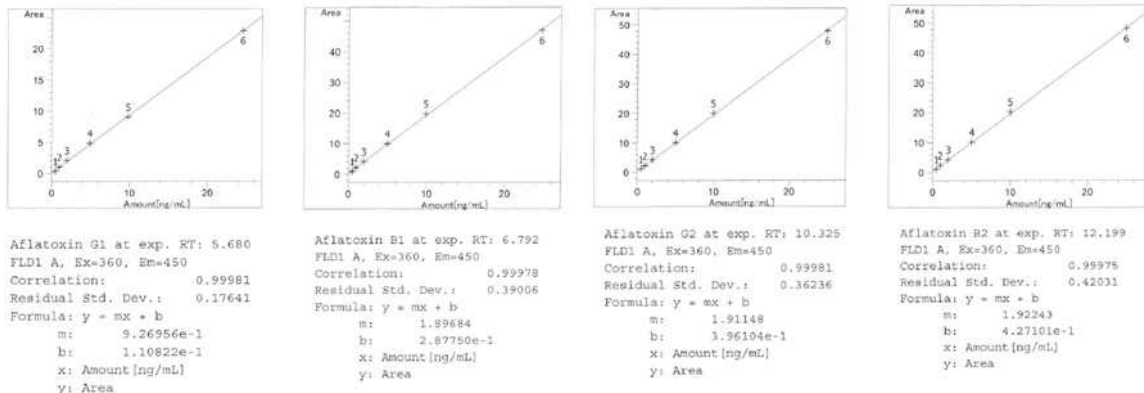 Area
20
15
10
5
0
1
2
3
4
5
6
0
10
20
Amount[ng/mL]
Aflatoxin G1 at exp. RT: 5.680
FLD1 A, Ex=360, Em=450
Correlation: 0.99981
Residual Std. Dev.: 0.17641
Formula: y = mx + b
m: 9.26956e-1
b: 1.10822e-1
x: Amount[ng/mL]
y: Area
Area
50
40
30
20
10
0
1
2
3
4
5
6
0
10
20
Amount[ng/mL]
Aflatoxin B1 at exp. RT: 6.792
FLD1 A, Ex=360, Em=450
Correlation: 0.99978
Residual Std. Dev.: 0.39006
Formula: y = mx + b
m: 1.89684
b: 2.87750e-1
x: Amount[ng/mL]
y: Area
Area
50
40
30
20
10
0
1
2
3
4
5
6
0
10
20
Amount[ng/mL]
Aflatoxin G2 at exp. RT: 10.325
FLD1 A, Ex=360, Em=450
Correlation: 0.99981
Residual Std. Dev.: 0.36236
Formula: y = mx + b
m: 1.91148
b: 3.96104e-1
x: Amount[ng/mL]
y: Area
Area
50
40
30
20
10
0
1
2
3
4
5
6
0
10
20
Amount[ng/mL]
Aflatoxin R2 at exp. RT: 12.199
FLD1 A, Ex=360, Em=450
Correlation: 0.99975
Residual Std. Dev.: 0.42031
Formula: y = mx + b
m: 1.92243
b: 4.27101e-1
x: Amount[ng/mL]
y: Area